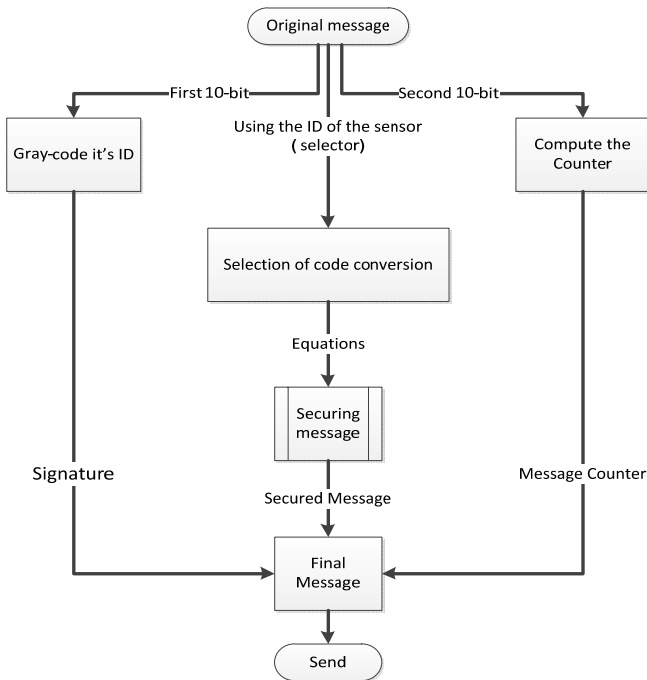 Original message
First 10-bit
Second 10-bit
Using the ID of the sensor
( selector)
Gray-code it's ID
Compute the
Counter
Selection of code conversion
Equations
Securing
message
Signature
Message Counter
Secured Message
Final
Message
Send